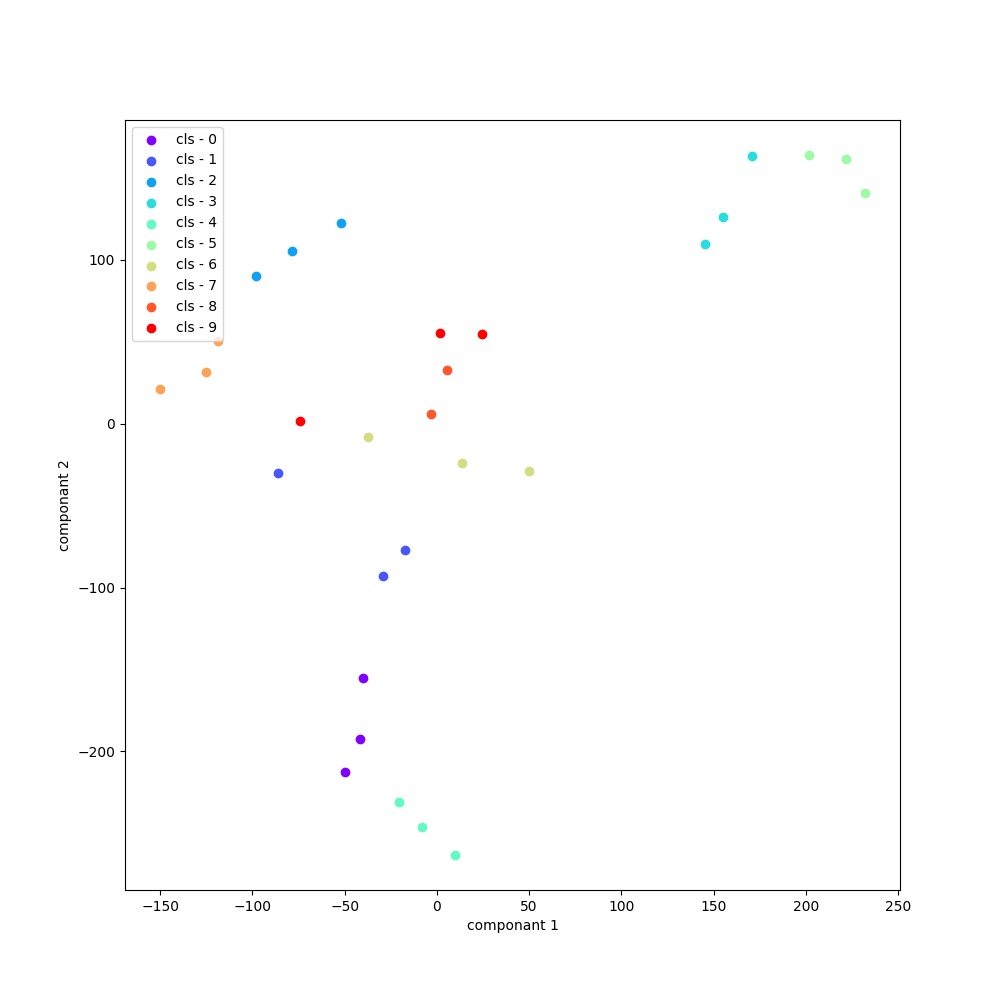 cls - 0
cls - 1
cls - 2
cls - 3
cls - 4
cls - 5
cls - 6
cls - 7
cls - 8
cls - 9
100
0
−100
−200
componant 2
−150
−100
−50
0
50
100
150
200
250
componant 1